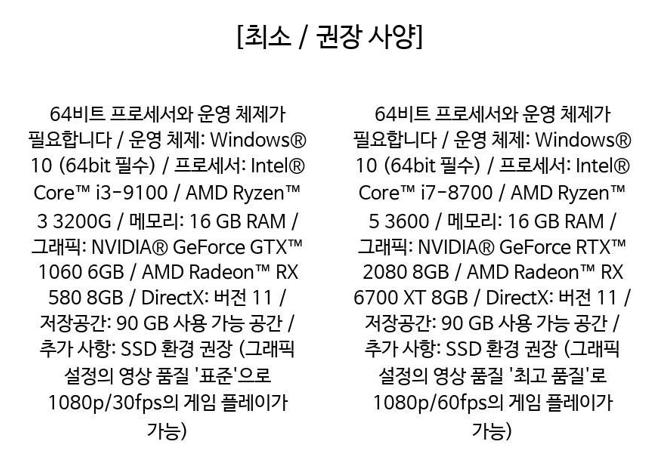 [최소 / 권장 사양]
64비트 프로세서와 운영 체제가
필요합니다 / 운영 체제: Windows®
10 (64bit 필수) / 프로세서: Intel®
Core™ i3-9100 / AMD Ryzen™
3 3200G / 메모리: 16 GB RAM /
그래픽: NVIDIA® GeForce GTX™
1060 6GB / AMD Radeon™ RX
580 8GB / DirectX: 버전 11 /
저장공간: 90 GB 사용 가능 공간 /
추가 사항: SSD 환경 권장 (그래픽
설정의 영상 품질 '표준'으로
1080p/30fps의 게임 플레이가
가능)
64비트 프로세서와 운영 체제가
필요합니다 / 운영 체제: Windows®
10 (64bit 필수) / 프로세서: Intel®
Core™ i7-8700 / AMD Ryzen™
5 3600 / 메모리: 16 GB RAM /
그래픽: NVIDIA® GeForce RTX™
2080 8GB / AMD Radeon™ RX
6700 XT 8GB / DirectX: 버전 11 /
저장공간: 90 GB 사용 가능 공간 /
추가 사항: SSD 환경 권장 (그래픽
설정의 영상 품질 '최고 품질'로
1080p/60fps의 게임 플레이가
가능)